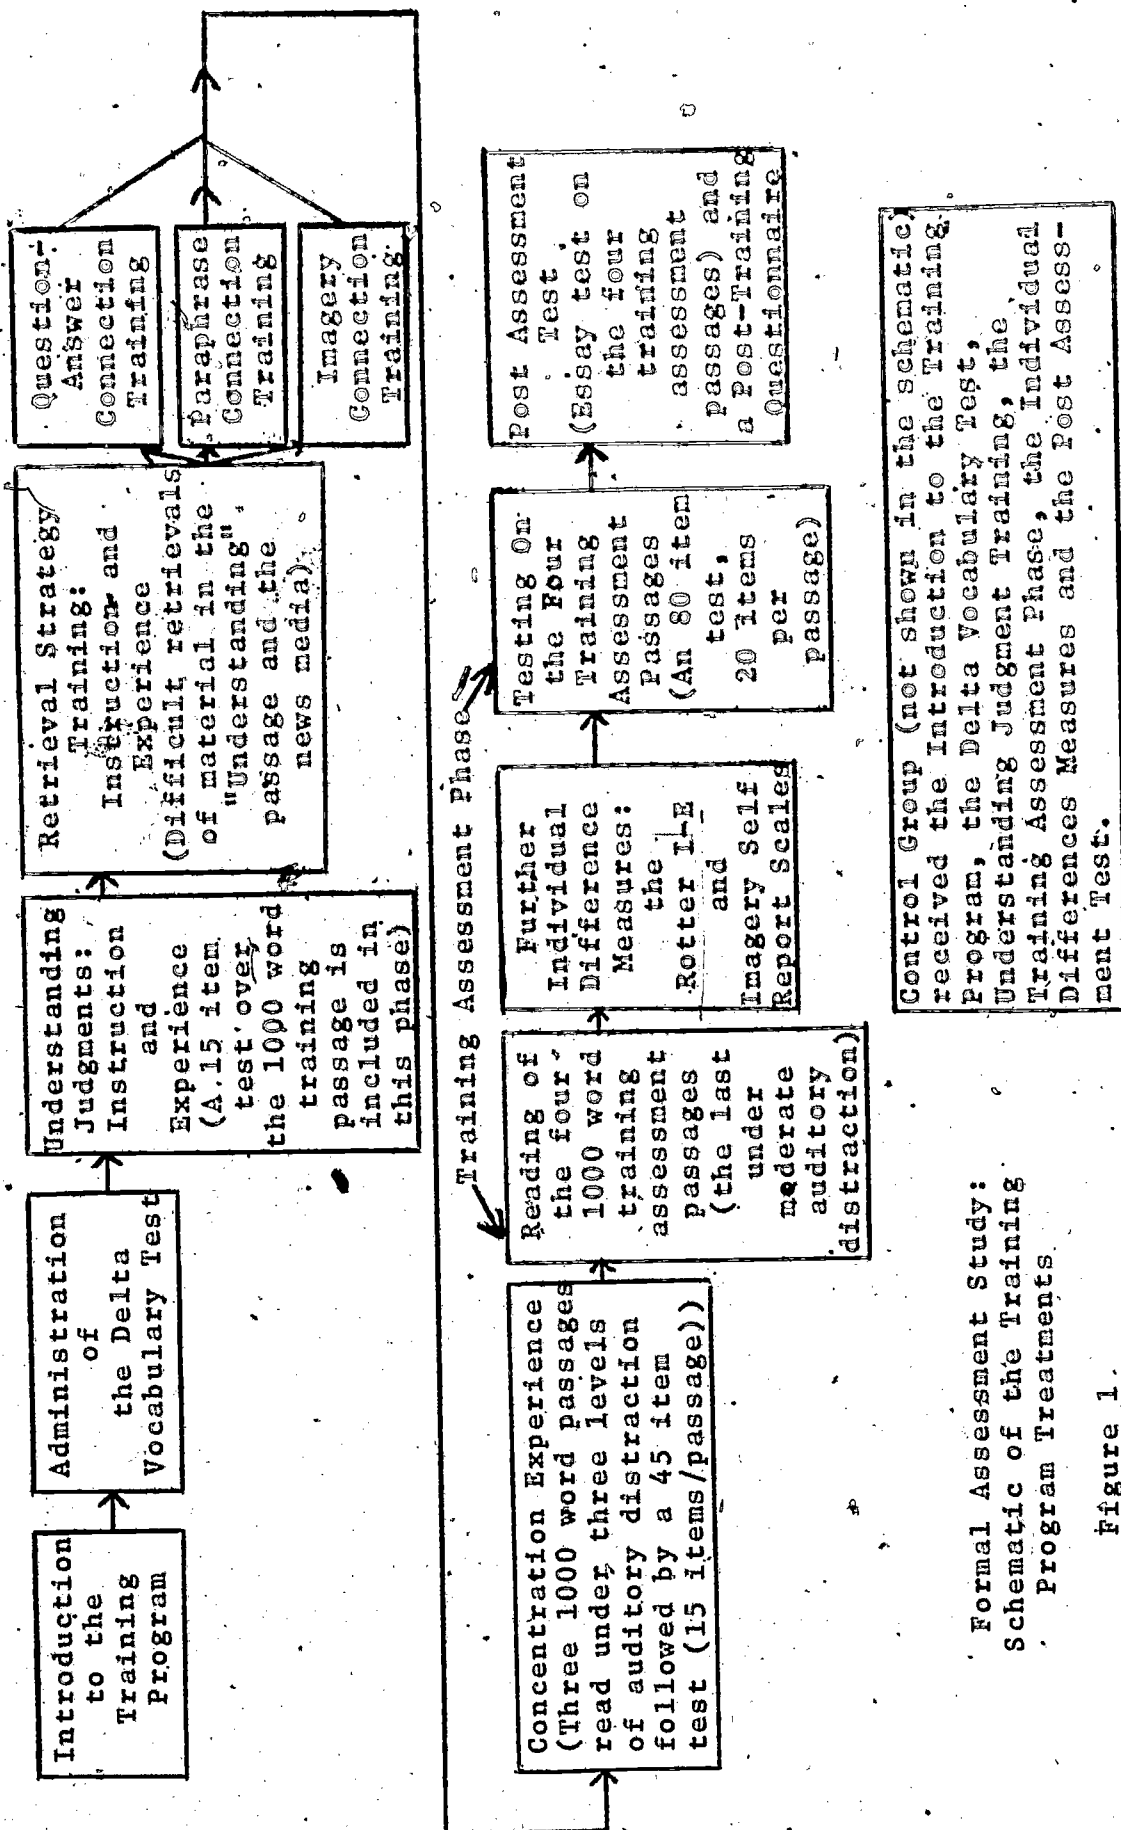 Introduction
to the
Training
Program
Administration
of
the Delta
Vocabulary Test
Understanding
Judgments:
Instruction
and
Experience
(A 15 item
test over
the 1000 word
training
passage is
included in
this phase)
Retrieval Strategy
Training:
Instruction and
Experience
(Difficult retrievals
of material in the
"Understanding"
passage and the
news media)
Question-
Answer
Connection
Training
Paraphrase
Connection
Training
Imagery
Connection
Training
Training Assessment Phase
Concentration Experience
(Three 1000 word passages
read under three levels
of auditory distraction
followed by a 45 item
test (15 items/passage))
Reading of
the four
1000 word
training
assessment
passages
(the last
under
moderate
auditory
distraction)
Further
Individual
Difference
Measures:
the
Rotter I-E
and
Imagery Self
Report Scales
Testing On
the Four
Training
Assessment
Passages
(An 80 item
test,
20 items
per
passage)
Post Assessment
Test
(Essay test on
the four
training
assessment
passages) and
a Post-Training
Questionnaire
Control Group (not shown in the schematic)
received the Introduction to the Training
Program, the Delta Vocabulary Test,
Understanding Judgment Training, the
Training Assessment Phase, the Individual
Differences Measures and the Post Assess-
ment Test.
Formal Assessment Study:
Schematic of the Training
Program Treatments
Figure 1.